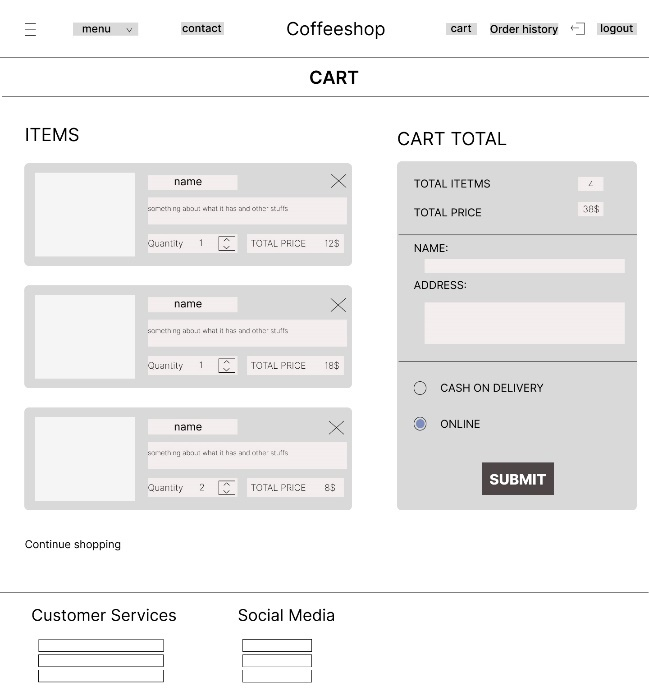 menu contact Coffeeshop cart Order history logout
CART
ITEMS
name
something about what it has and other stuffs
Quantity 1 TOTAL PRICE 12$
name
something about what it has and other stuffs
Quantity 1 TOTAL PRICE 18$
name
something about what it has and other stuffs
Quantity 2 TOTAL PRICE 8$
Continue shopping
CART TOTAL
TOTAL ITETMS 4
TOTAL PRICE 38$
NAME:
ADDRESS:
CASH ON DELIVERY
ONLINE
SUBMIT
Customer Services
Social Media